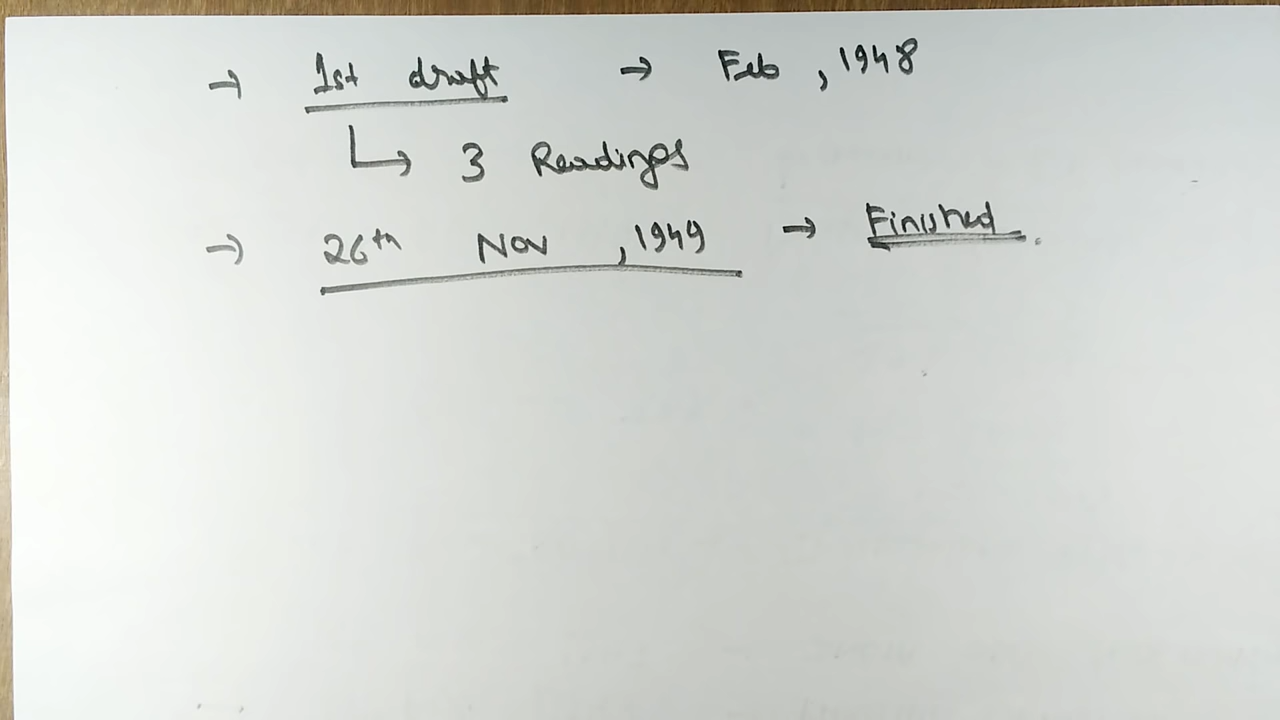 → 1st draft → Feb , 1948
↳ 3 Readings
→ 26th Nov , 1949 → Finished.